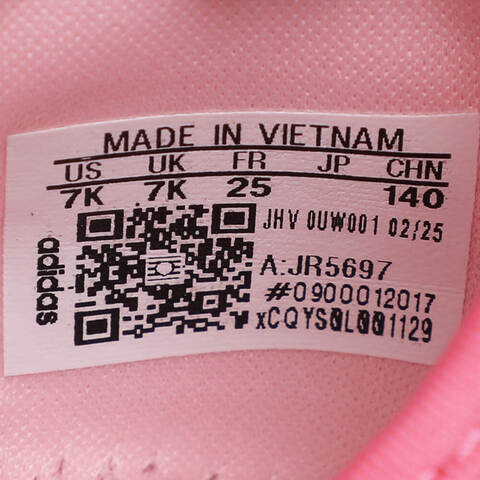 MADE IN VIETNAM
US UK FR JP CHN
7K 7K 25 140
JHV 0UW001 02/25
A:JR5697
#0900012017
adidas